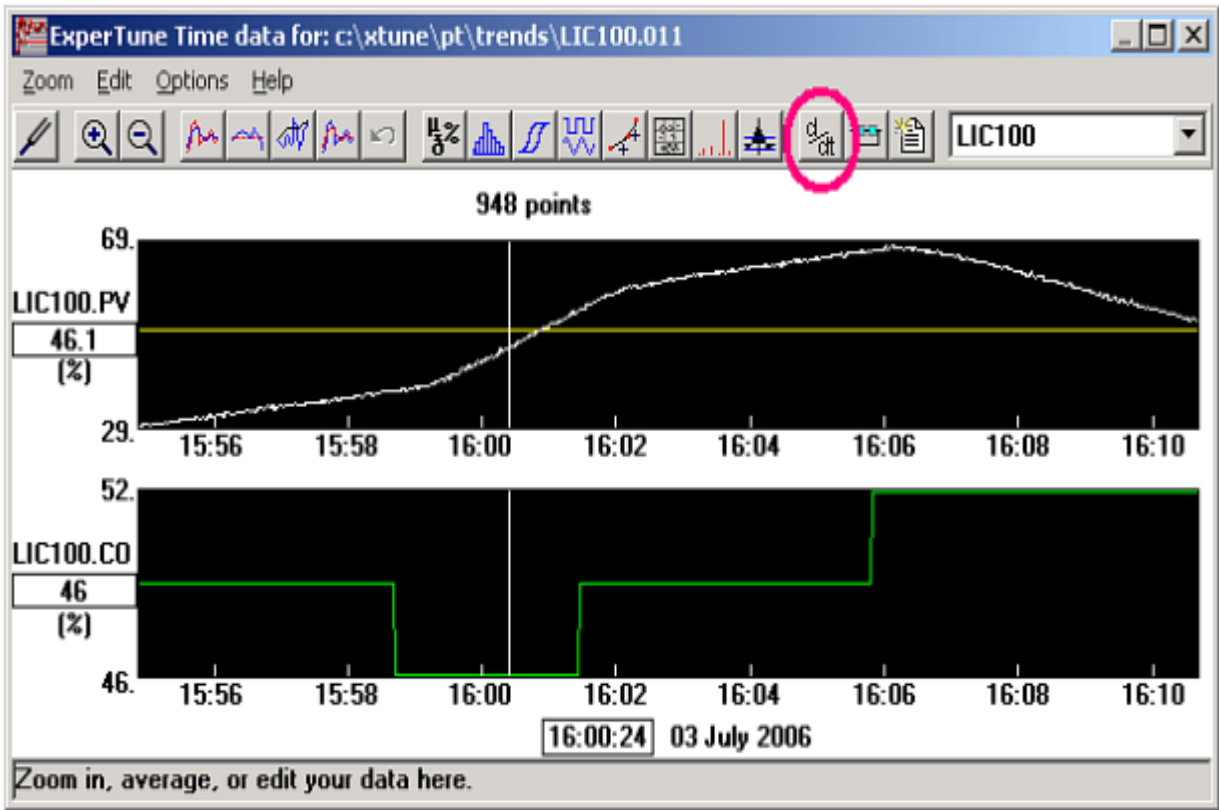 ExperTune Time data for: c:\xtune\pt\trends\LIC100.011
Zoom Edit Options Help
μ % σ d/dt LIC100
948 points
69.
LIC100.PV
46.1
(%)
29.
15:56 15:58 16:00 16:02 16:04 16:06 16:08 16:10
52.
LIC100.CO
46
(%)
46.
15:56 15:58 16:00 16:02 16:04 16:06 16:08 16:10
16:00:24 03 July 2006
Zoom in, average, or edit your data here.